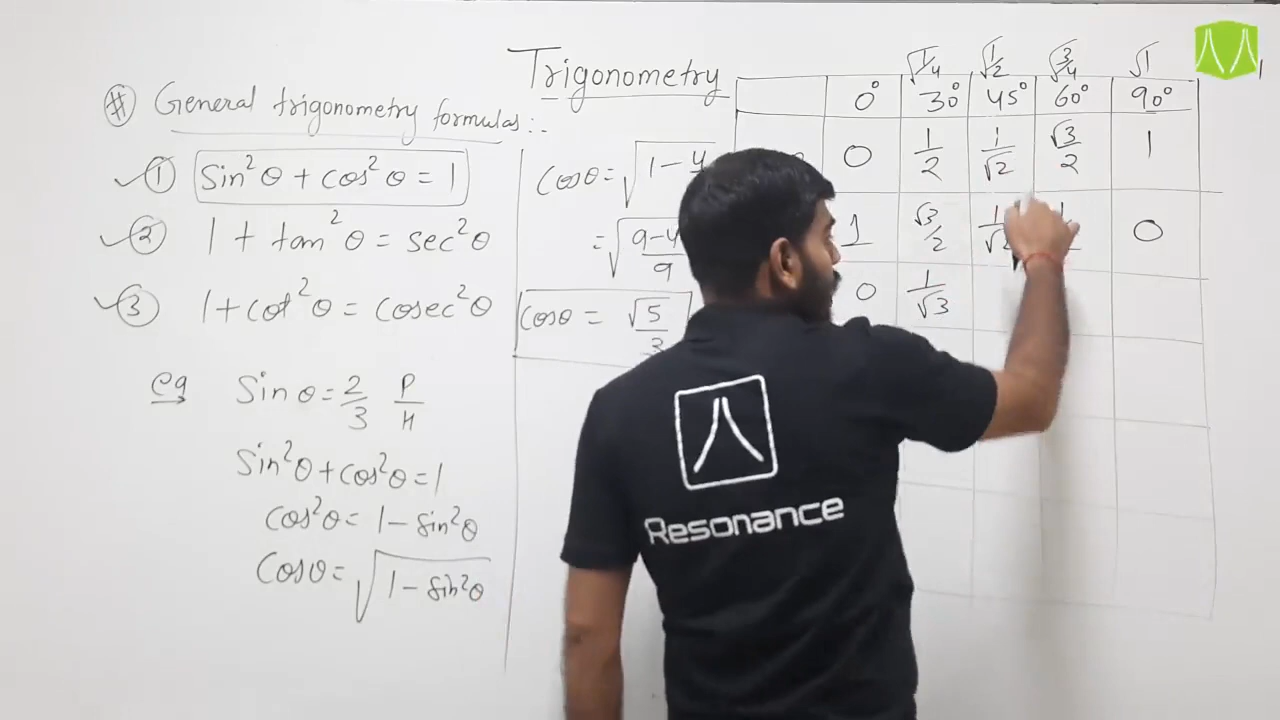 Trigonometry
# General trigonometry formulas:-
① Sin²θ + cos²θ = 1
② 1 + tan²θ = sec²θ
③ 1 + cot²θ = cosec²θ
eg Sinθ = 2/3 P/H
Sin²θ + cos²θ = 1
cos²θ = 1 - sin²θ
Cosθ = √(1 - sin²θ)
Cosθ = √(1 - 4
= √(9-4/9
Cosθ = √5/3
√1/4 √1/2 √3/4 √1 1
0° 30° 45° 60° 90°
0 1/2 1/√2 √3/2 1
1 √3/2 1/√2 0
0 1/√3
Resonance